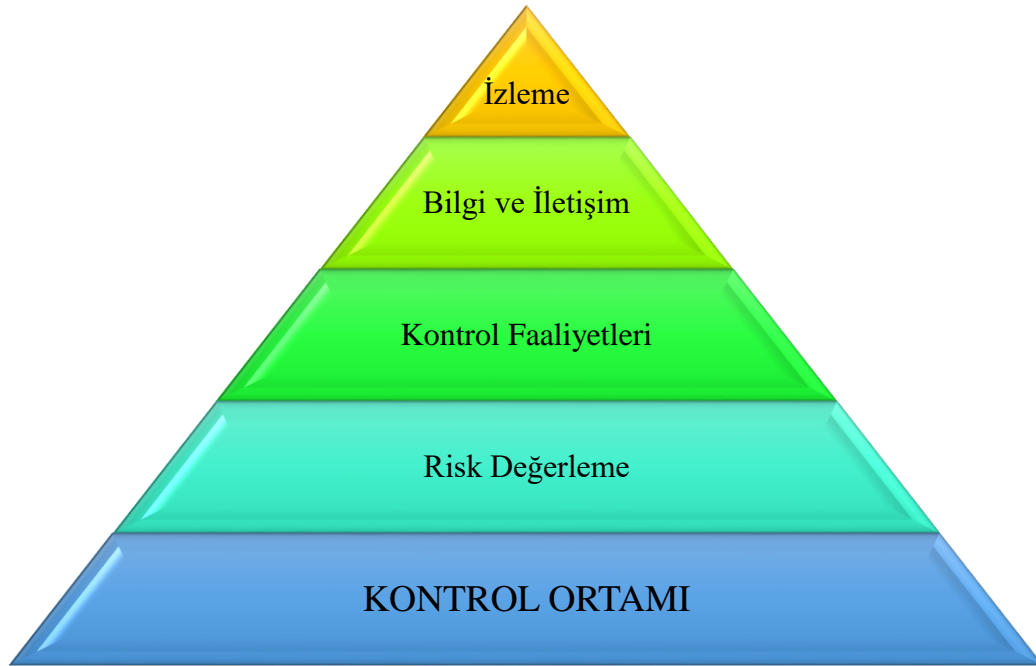 İzleme
Bilgi ve İletişim
Kontrol Faaliyetleri
Risk Değerleme
KONTROL ORTAMI